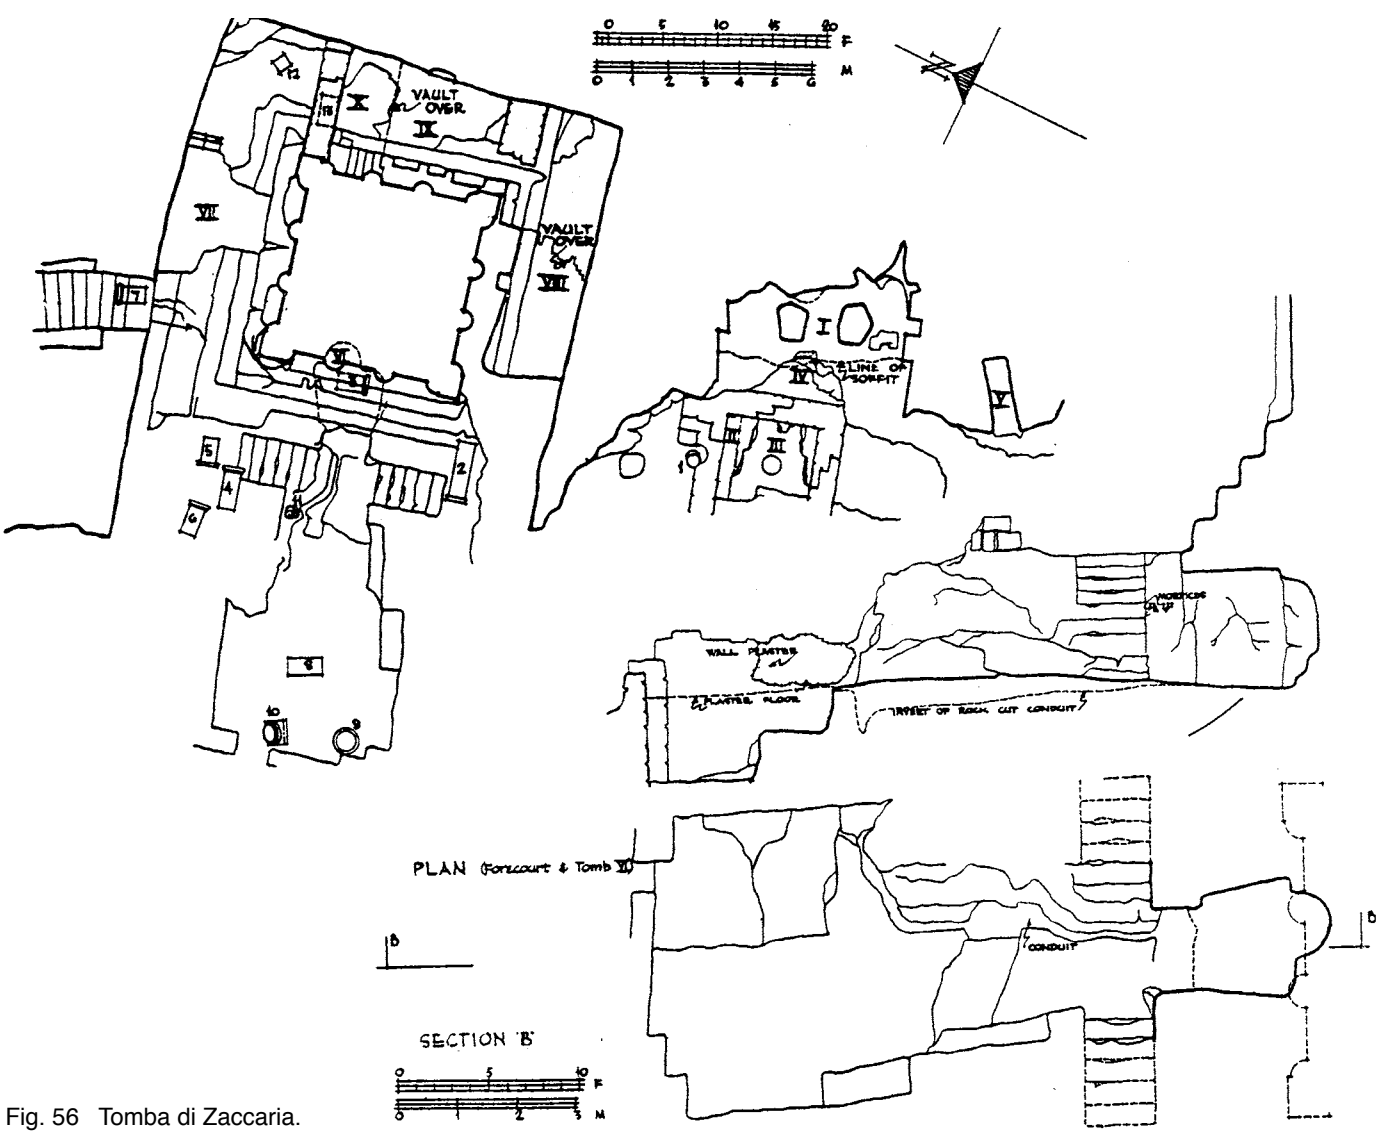 0 5 10 15 20
F
M
0 1 2 3 4 5 6
N
12
13
X
VAULT
OVER
IX
VII
VAULT
OVER
VIII
7
VI
3
I
LINE OF
SOFFIT
IV
V
II
III
1
5
4
2
6
11
8
10
9
MORTICES
WALL PLASTER
PLASTER FLOOR
INSET OF ROCK CUT CONDUIT
PLAN (Forecourt & Tomb VI)
B
B
CONDUIT
SECTION 'B'
0 5 10
F
0 1 2 3 M
Fig. 56 Tomba di Zaccaria.